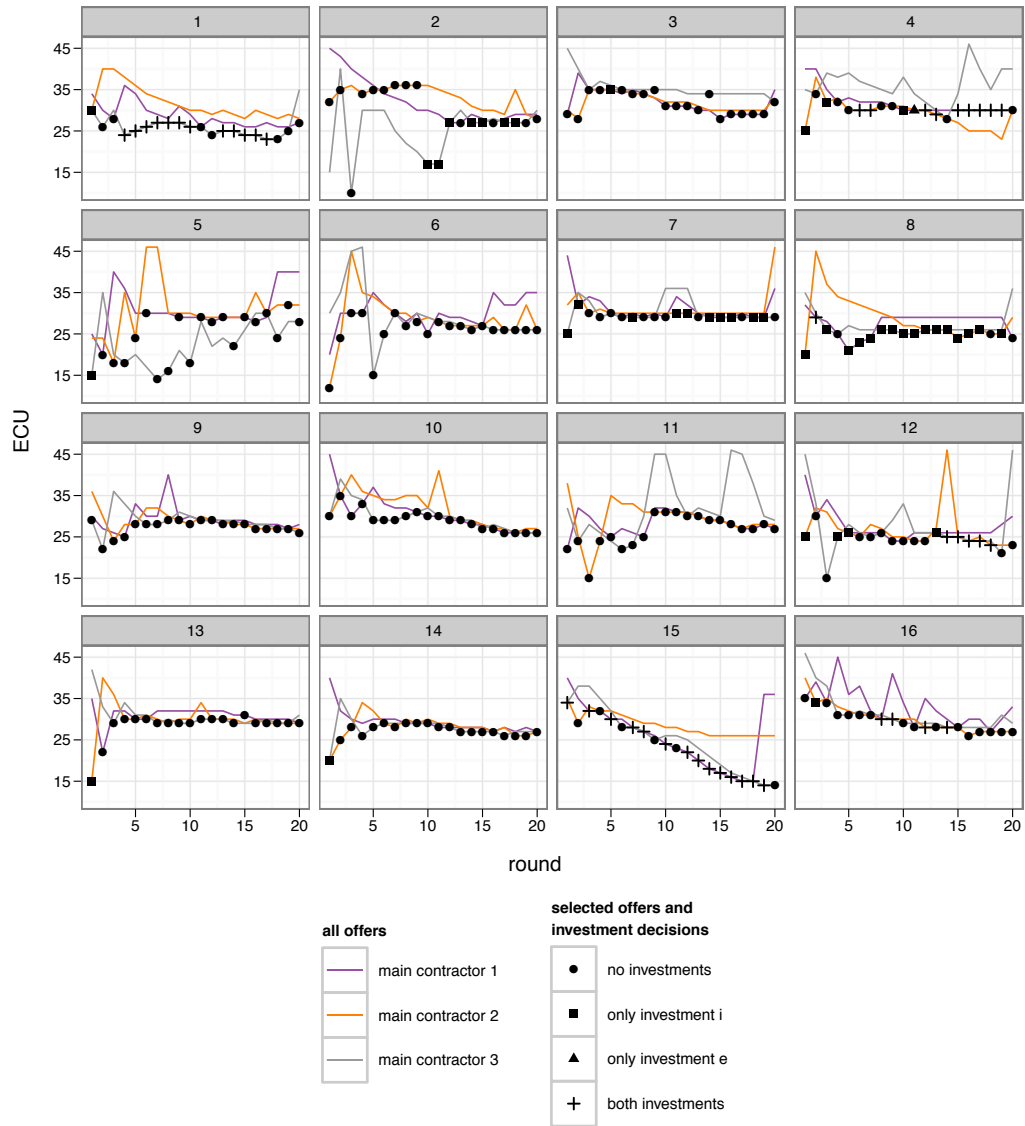 1 2 3 4
45
35
25
15
5 6 7 8
45
35
25
15
9 10 11 12
45
35
25
15
13 14 15 16
45
35
25
15
5 10 15 20 5 10 15 20 5 10 15 20 5 10 15 20
ECU
round
all offers
main contractor 1
main contractor 2
main contractor 3
selected offers and
investment decisions
no investments
only investment i
only investment e
both investments